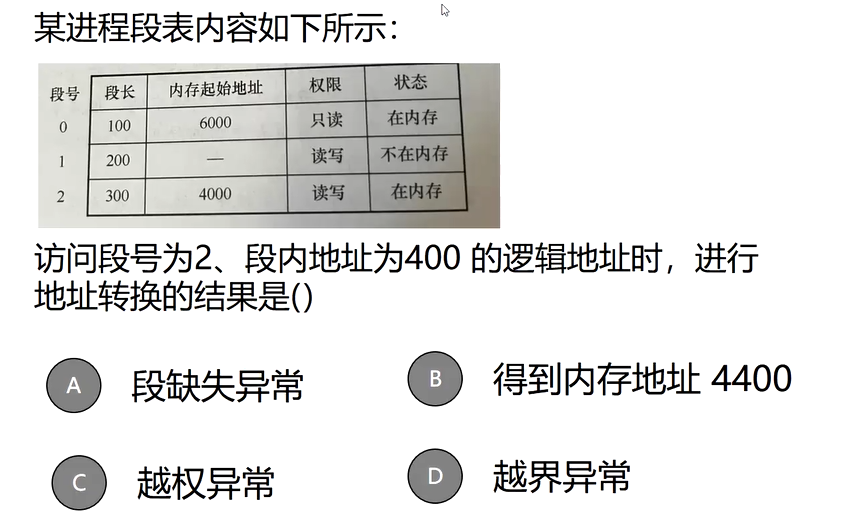 某进程段表内容如下所示：
段号 段长 内存起始地址 权限 状态
0 100 6000 只读 在内存
1 200 — 读写 不在内存
2 300 4000 读写 在内存
访问段号为2、段内地址为400 的逻辑地址时，进行
地址转换的结果是()
A 段缺失异常 B 得到内存地址 4400
C 越权异常 D 越界异常